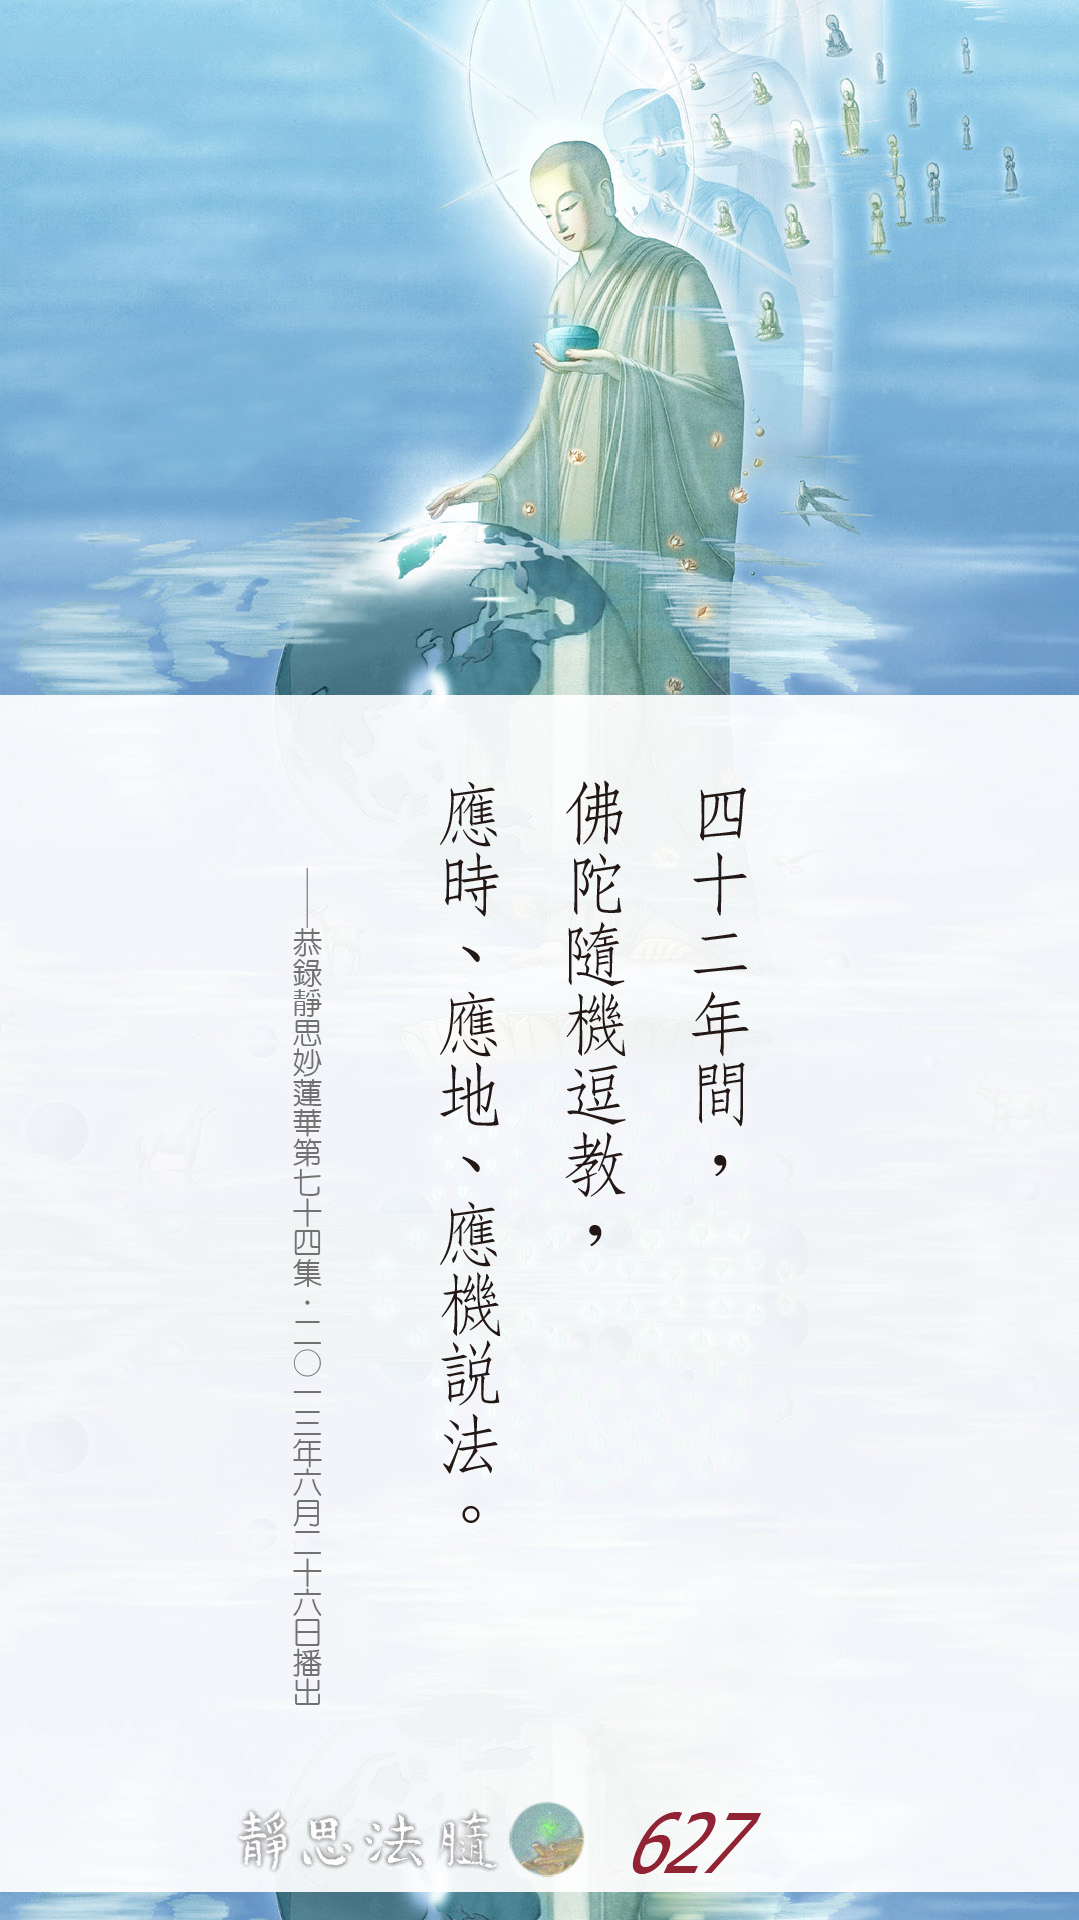 四十二年間，
佛陀隨機逗教，
應時、應地、應機說法。
——恭錄靜思妙蓮華第七十四集．二〇一三年六月二十六日播出
靜思法髓
627